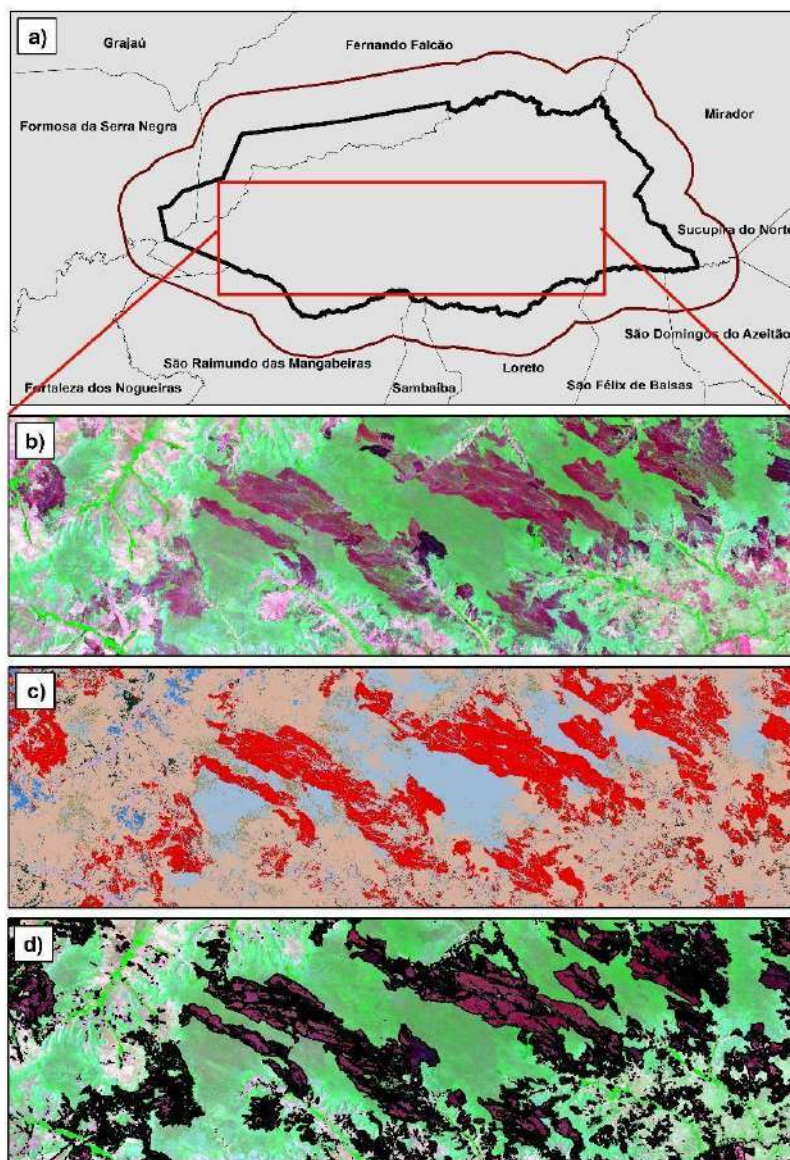 a)
Grajaú
Fernando Falcão
Formosa da Serra Negra
Mirador
Sucupira do Norte
São Domingos do Azeitão
São Raimundo das Mangabeiras
Loreto
Fortaleza dos Nogueiras
Sambaíba
São Félix de Balsas
b)
c)
d)